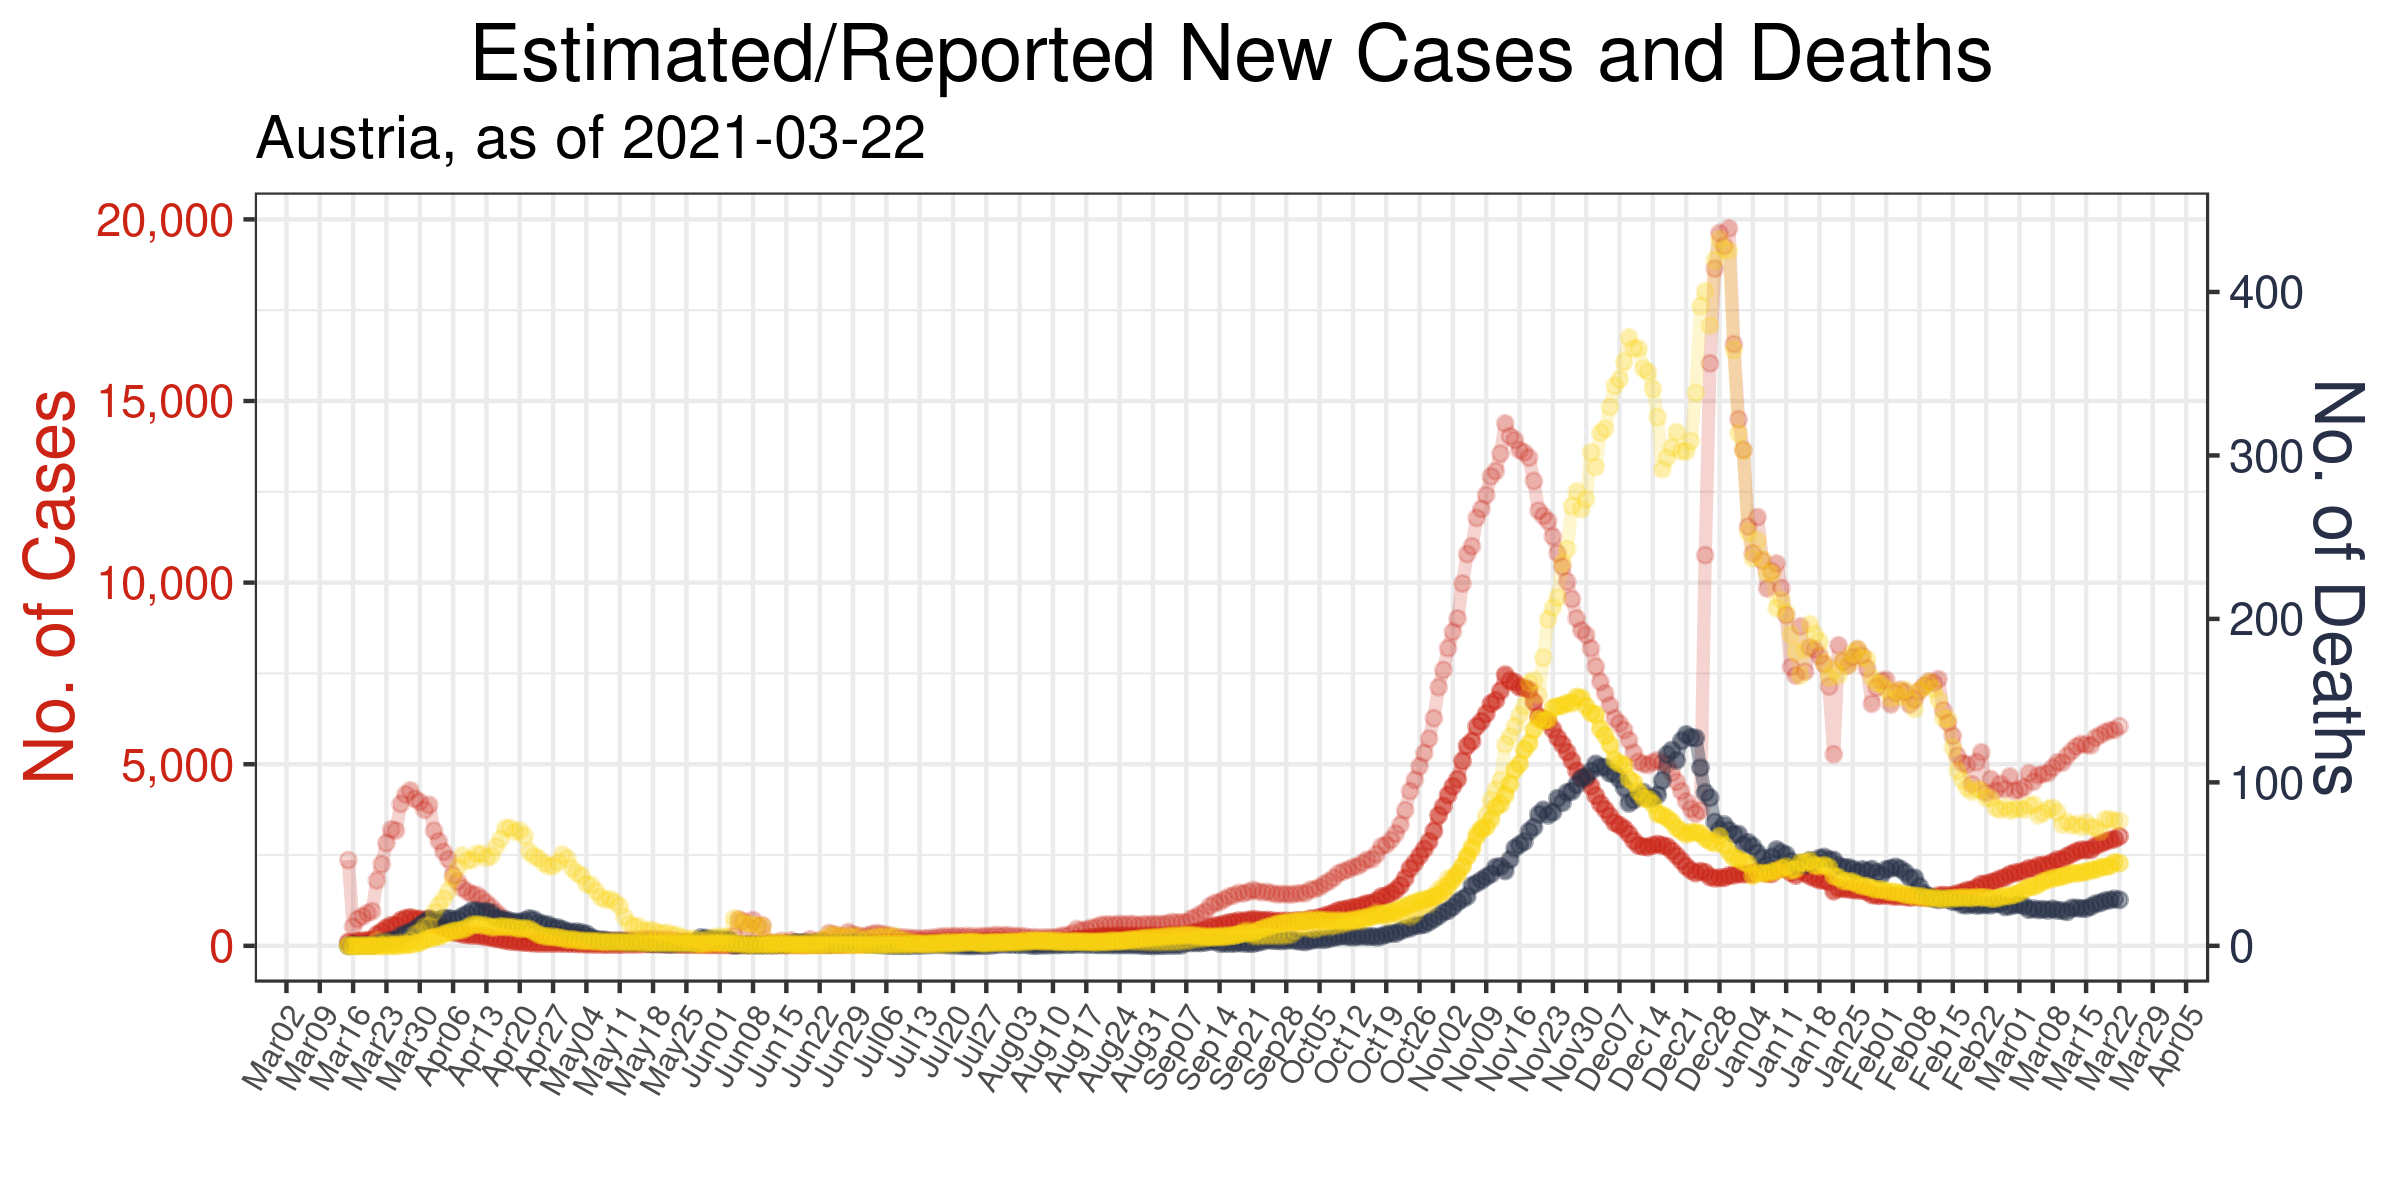 Estimated/Reported New Cases and Deaths
Austria, as of 2021-03-22
No. of Cases
20,000
15,000
10,000
5,000
0
400
300
200
100
0
No. of Deaths
Mar02
Mar09
Mar16
Mar23
Mar30
Apr06
Apr13
Apr20
Apr27
May04
May11
May18
May25
Jun01
Jun08
Jun15
Jun22
Jun29
Jul06
Jul13
Jul20
Jul27
Aug03
Aug10
Aug17
Aug24
Aug31
Sep07
Sep14
Sep21
Sep28
Oct05
Oct12
Oct19
Oct26
Nov02
Nov09
Nov16
Nov23
Nov30
Dec07
Dec14
Dec21
Dec28
Jan04
Jan11
Jan18
Jan25
Feb01
Feb08
Feb15
Feb22
Mar01
Mar08
Mar15
Mar22
Mar29
Apr05